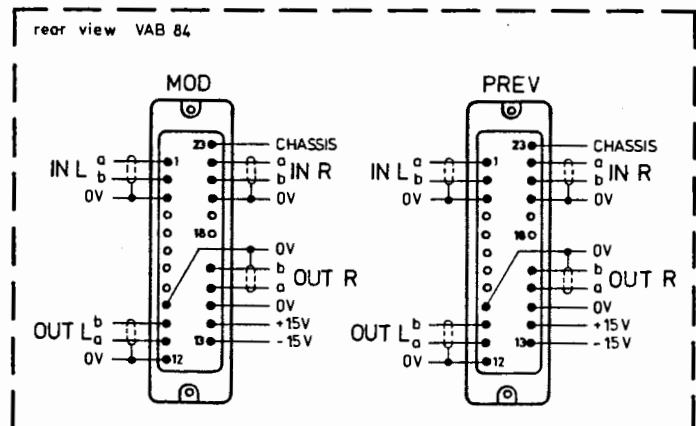 rear view VAB 84
MOD
23 CHASSIS
IN L a 1 a IN R
b b
0V 0V
18
0V
b OUT R
a
0V
OUT L b +15V
a 13 -15V
0V 12
PREV
23 CHASSIS
IN L a 1 a IN R
b b
0V 0V
18
0V
b OUT R
a
0V
OUT L b +15V
a 13 -15V
0V 12